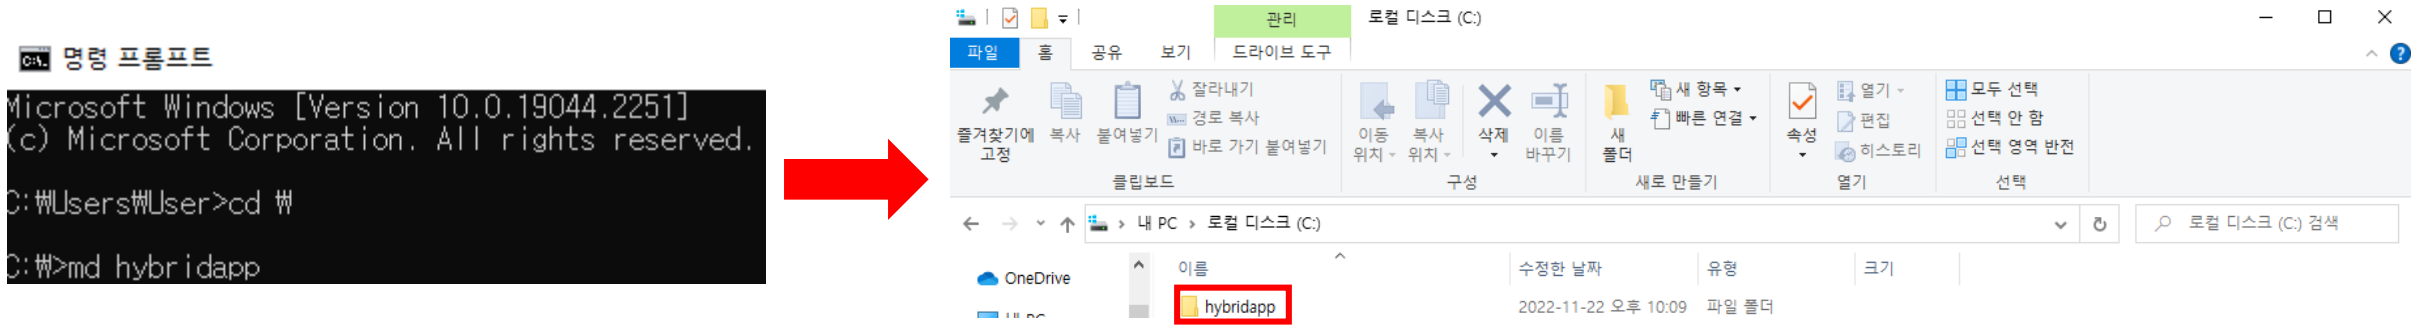 명령 프롬프트
Microsoft Windows [Version 10.0.19044.2251]
(c) Microsoft Corporation. All rights reserved.
C:₩Users₩User>cd ₩
C:₩>md hybridapp
관리
로컬 디스크 (C:)
파일
홈
공유
보기
드라이브 도구
즐겨찾기에
고정
복사
붙여넣기
잘라내기
경로 복사
바로 가기 붙여넣기
클립보드
이동
위치
복사
위치
삭제
이름
바꾸기
구성
새
폴더
새 항목
빠른 연결
새로 만들기
속성
열기
편집
히스토리
열기
모두 선택
선택 안 함
선택 영역 반전
선택
내 PC > 로컬 디스크 (C:)
로컬 디스크 (C:) 검색
OneDrive
이름
수정한 날짜
유형
크기
hybridapp
2022-11-22 오후 10:09
파일 폴더